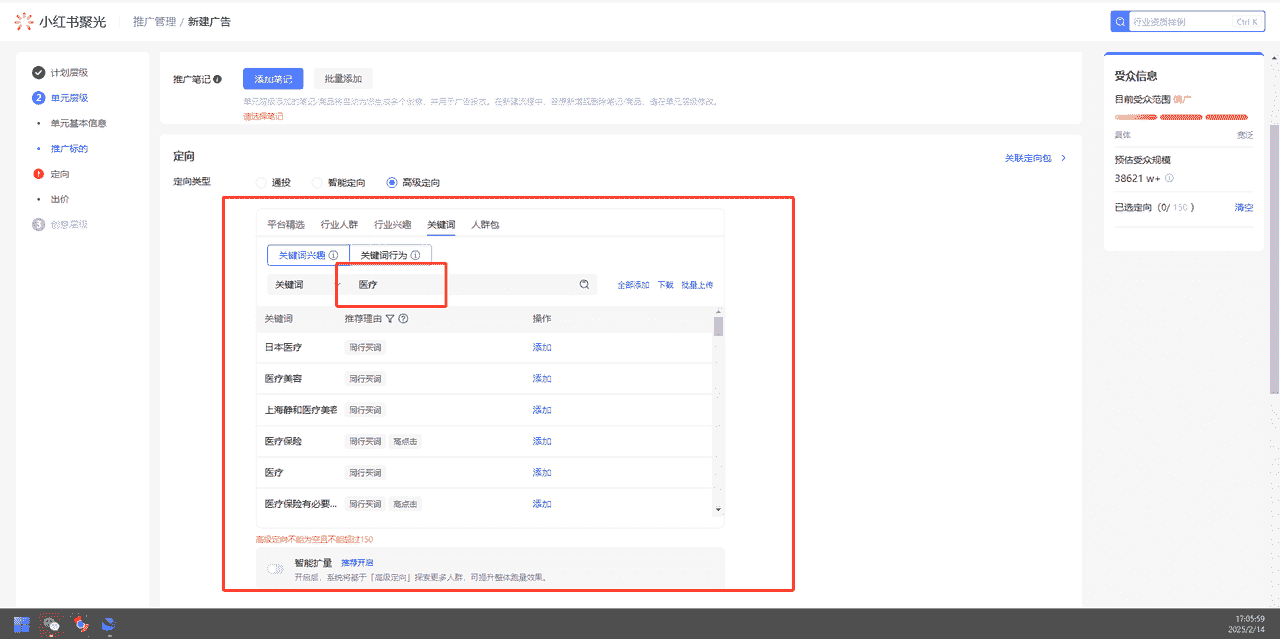 小红书聚光
推广管理 / 新建广告
行业资质样例 Ctrl K
计划层级
2 单元层级
单元基本信息
推广标的
定向
出价
3 创意层级
推广笔记
添加笔记 批量添加
请选择笔记
定向
关联定向包 >
定向类型 通投 智能定向 高级定向
平台精选 行业人群 行业兴趣 关键词 人群包
关键词兴趣 关键词行为
关键词 医疗
全部添加 下载 批量上传
关键词 推荐理由 操作
日本医疗 同行买词 添加
医疗美容 同行买词 添加
上海静和医疗美容 同行买词 添加
医疗保险 同行买词 高点击 添加
医疗 同行买词 添加
医疗保险有必要... 同行买词 高点击 添加
高级定向不能为空且不能超过150
智能扩量 推荐开启
开启后，系统将基于「高级定向」探索更多人群，可提升整体跑量效果。
受众信息
目前受众范围 偏广
具体 宽泛
预估受众规模
38621 w+
已选定向（0/ 150 ） 清空
17:05:59
2025/2/14